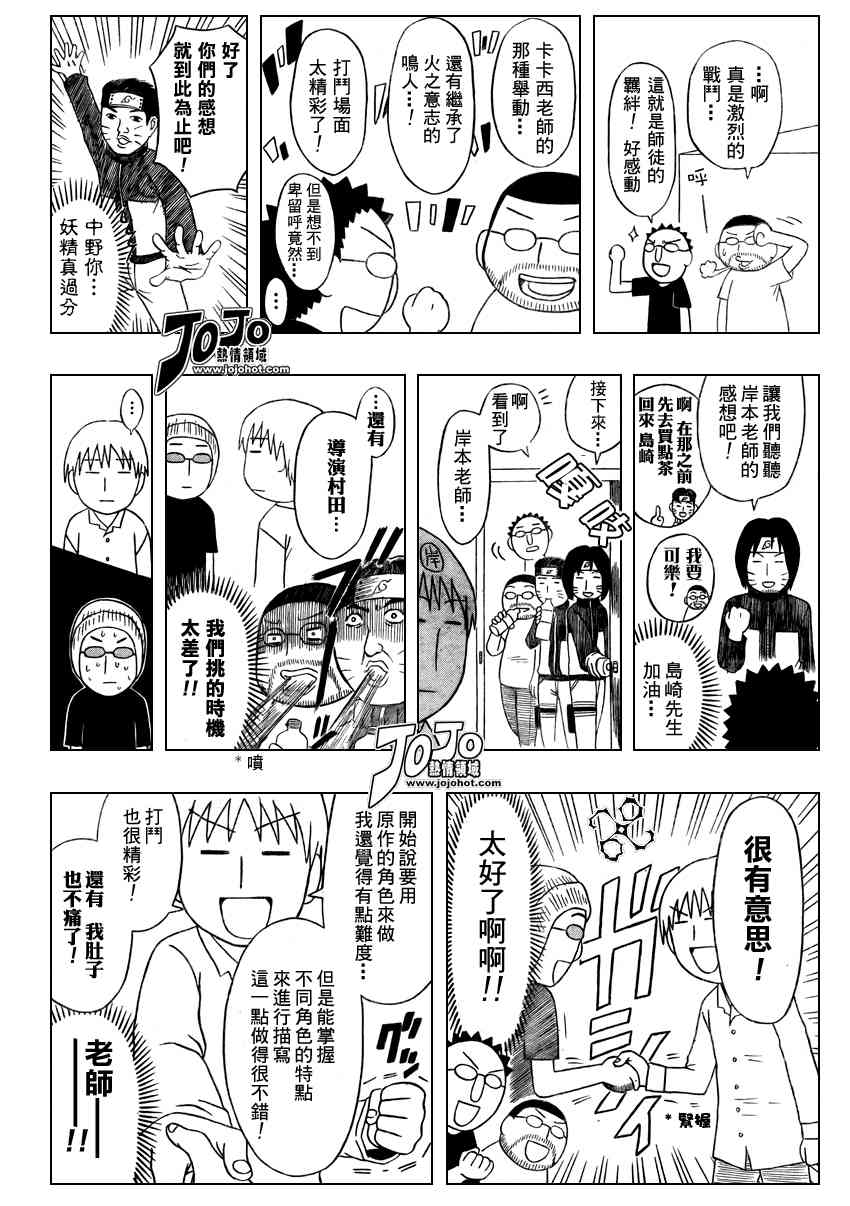 …啊
真是激烈的
戰鬥…
呼
這就是師徒的
羈絆！好感動
卡卡西老師的
那種舉動…
還有繼承了
火之意志的
鳴人…！
打鬥場面
太精彩了！
但是想不到
卑留呼竟然…
…
好了
你們的感想
就到此為止吧！
中野你…
妖精真過分
JOJO
熱情領域
www.jojohot.com
讓我們聽聽
岸本老師的
感想吧！
啊 在那之前
先去買點茶
回來 島崎
我要
可樂！
島崎先生
加油…
接下來…
啊
看到了
嘎吱
岸本老師…
岸
…還有
導演村田…
我們挑的時機
太差了！！
＊噴
…
JOJO
熱情領域
www.jojohot.com
很有意思！
太好了啊啊！！
＊緊握
開始說要用
原作的角色來做
我還覺得有點難度…
但是能掌握
不同角色的特點
來進行描寫
這一點做得很不錯！
打鬥
也很精彩！
還有 我肚子
也不痛了！
老師——！！